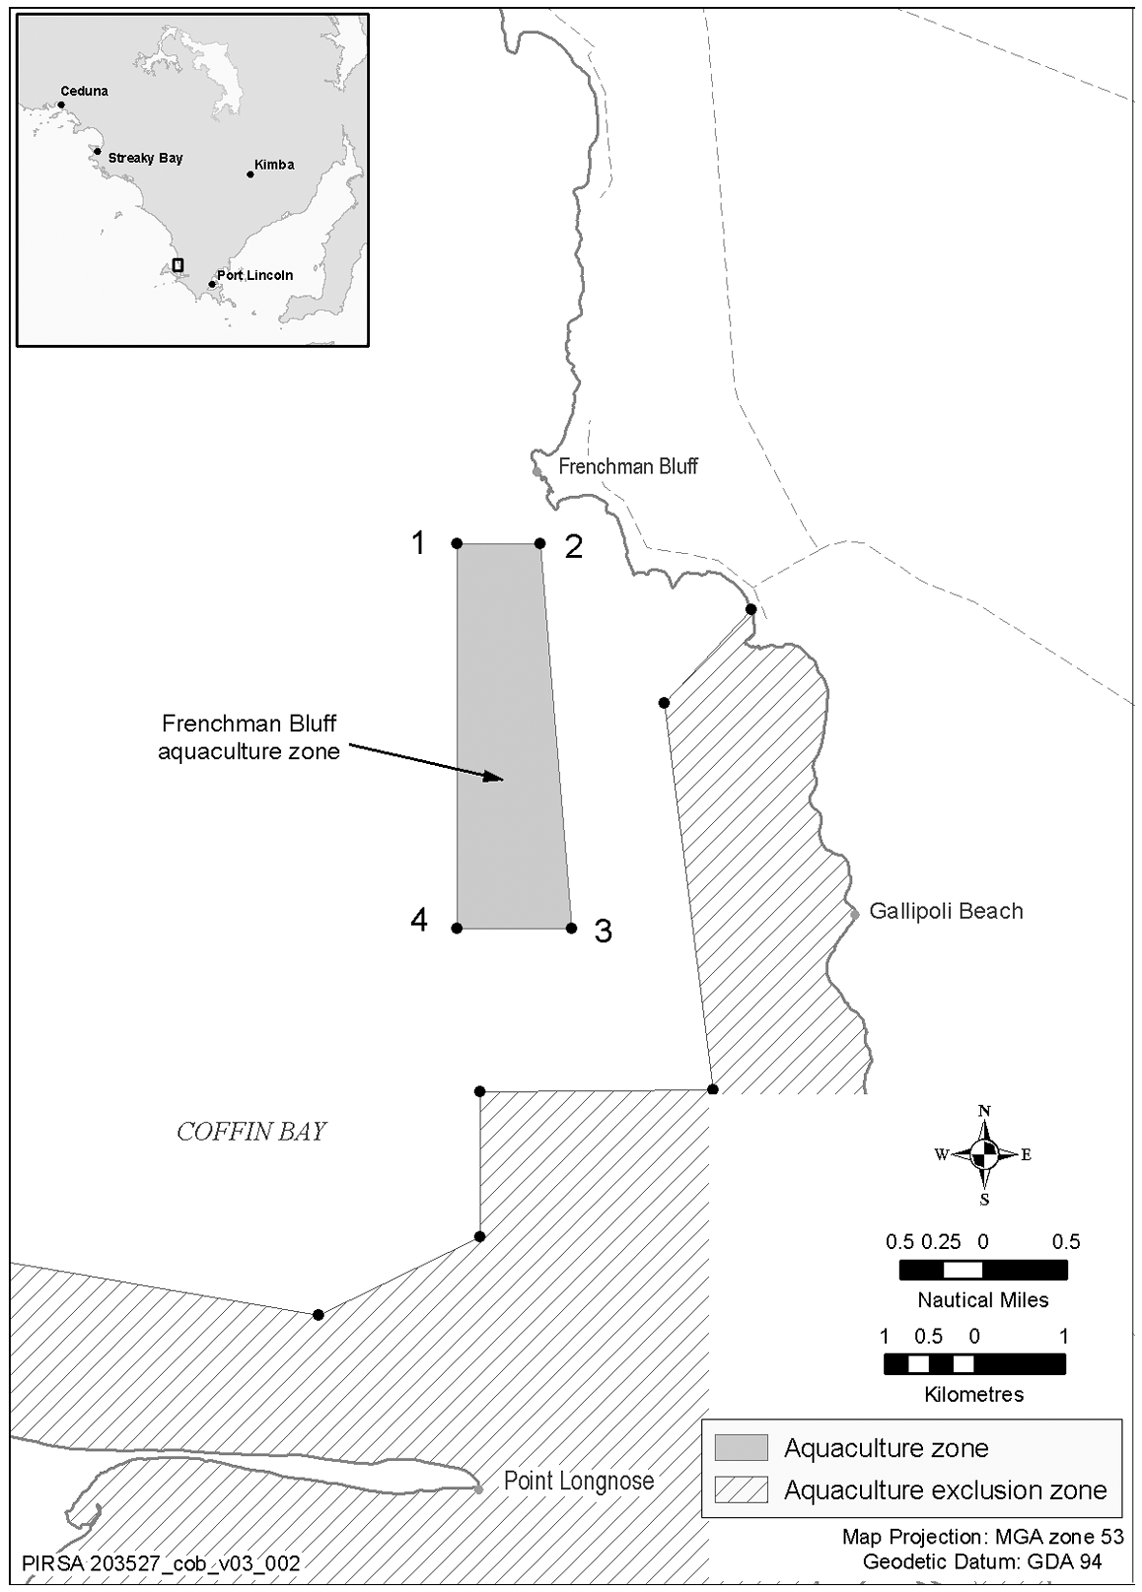 Ceduna
Streaky Bay
Kimba
Port Lincoln
Frenchman Bluff
1
2
Frenchman Bluff
aquaculture zone
4
3
Gallipoli Beach
COFFIN BAY
N
W
E
S
0.5 0.25 0 0.5
Nautical Miles
1 0.5 0 1
Kilometres
Aquaculture zone
Point Longnose
Aquaculture exclusion zone
Map Projection: MGA zone 53
PIRSA 203527_cob_v03_002
Geodetic Datum: GDA 94